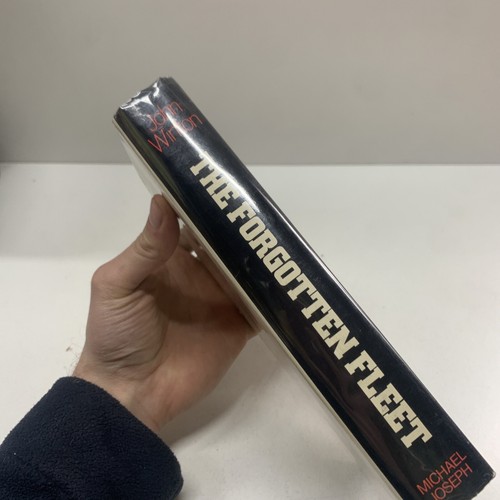 John
Winton
THE FORGOTTEN FLEET
MICHAEL
JOSEPH